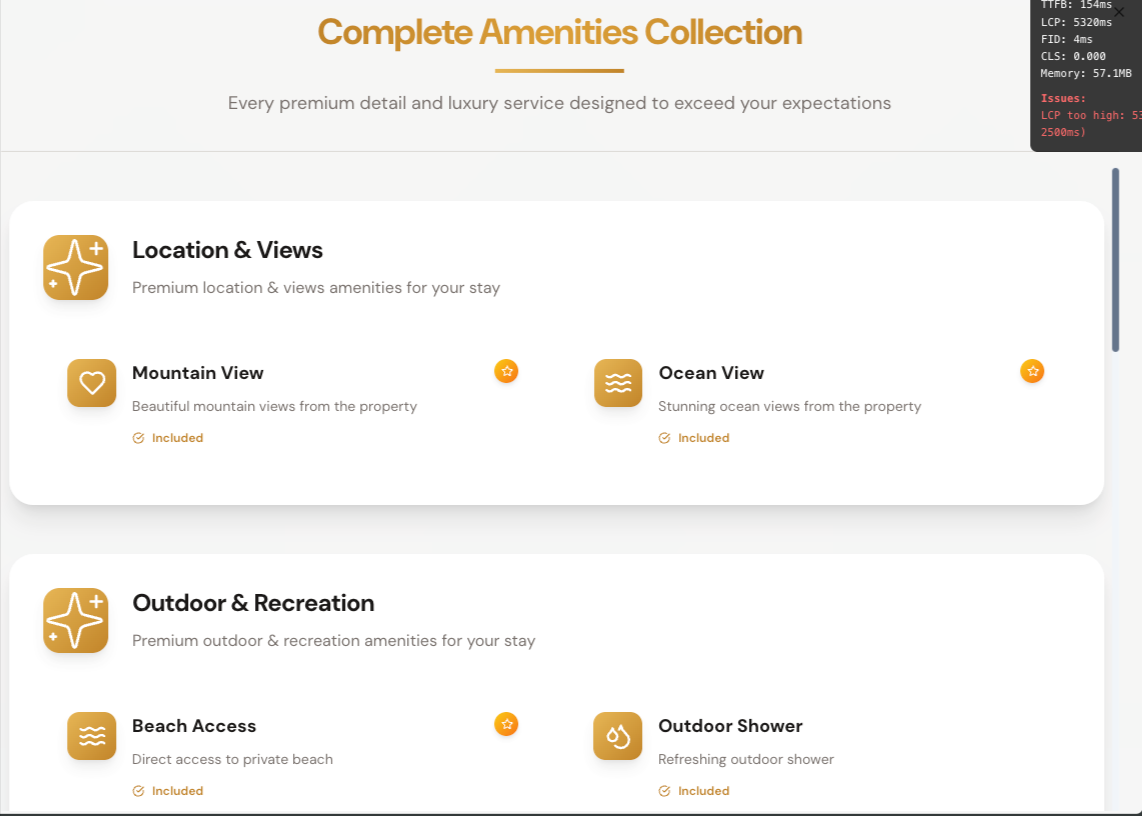 Complete Amenities Collection
Every premium detail and luxury service designed to exceed your expectations
TTFB: 154ms
LCP: 5320ms
FID: 4ms
CLS: 0.000
Memory: 57.1MB
Issues:
LCP too high: 53
2500ms)
Location & Views
Premium location & views amenities for your stay
Mountain View
Beautiful mountain views from the property
Included
Ocean View
Stunning ocean views from the property
Included
Outdoor & Recreation
Premium outdoor & recreation amenities for your stay
Beach Access
Direct access to private beach
Included
Outdoor Shower
Refreshing outdoor shower
Included